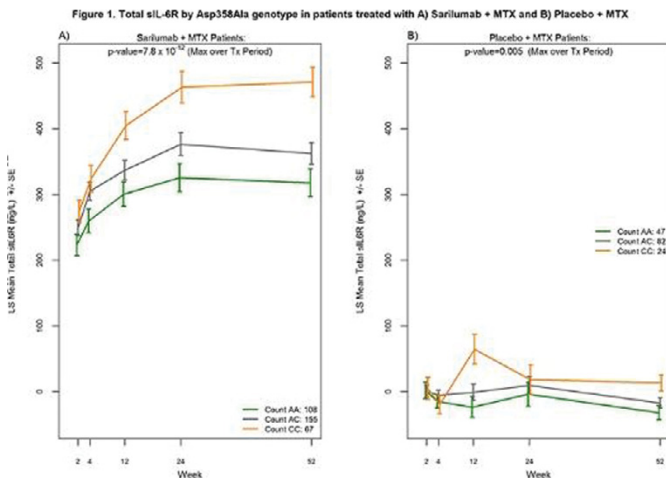 Figure 1. Total sIL-6R by Asp358Ala genotype in patients treated with A) Sarilumab + MTX and B) Placebo + MTX
A)
Sarilumab + MTX Patients:
p-value=7.8 x 10⁻¹² (Max over Tx Period)
LS Mean Total sIL6R (ng/L) +/- SE
500
400
300
200
100
0
Count AA: 108
Count AC: 155
Count CC: 67
2 4 12 24 52
Week
B)
Placebo + MTX Patients:
p-value=0.005 (Max over Tx Period)
LS Mean Total sIL6R (ng/L) +/- SE
500
400
300
200
100
0
Count AA: 47
Count AC: 82
Count CC: 24
2 4 12 24 52
Week